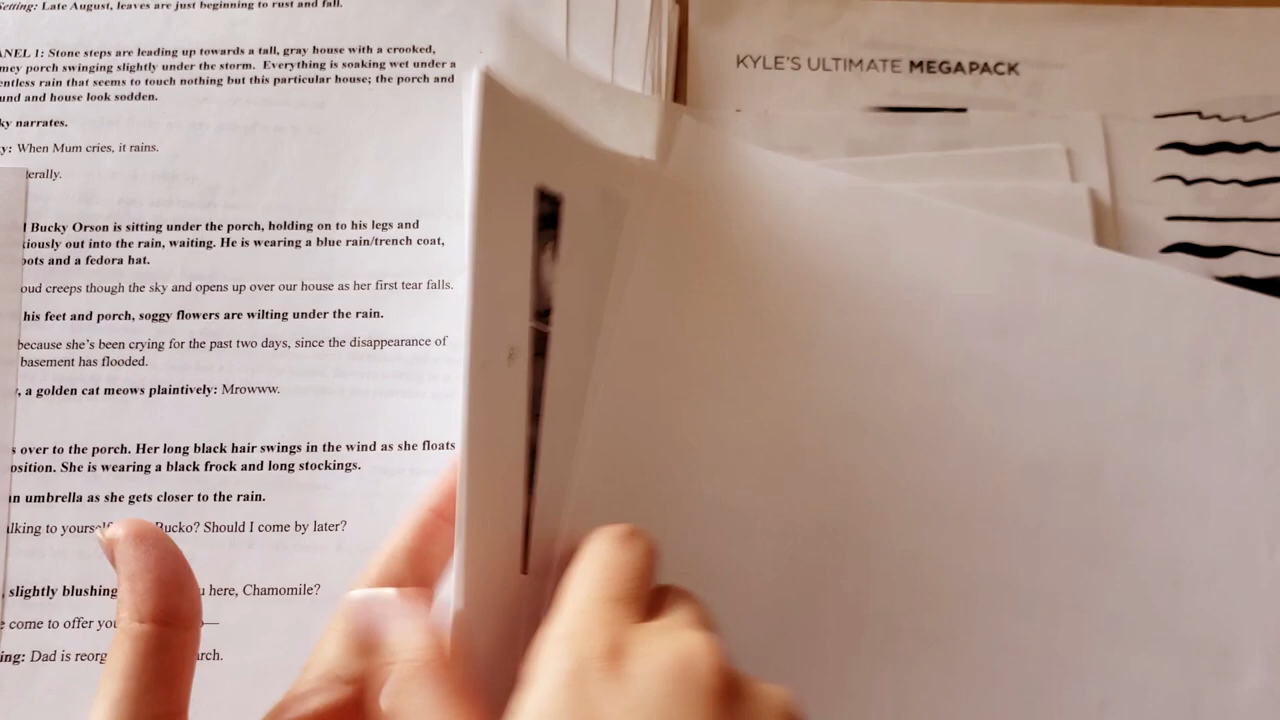 Setting: Late August, leaves are just beginning to rust and fall.
ANEL 1: Stone steps are leading up towards a tall, gray house with a crooked,
mey porch swinging slightly under the storm. Everything is soaking wet under a
entless rain that seems to touch nothing but this particular house; the porch and
und and house look sodden.
ky narrates.
y: When Mum cries, it rains.
erally.
Bucky Orson is sitting under the porch, holding on to his legs and
iously out into the rain, waiting. He is wearing a blue rain/trench coat,
ots and a fedora hat.
oud creeps though the sky and opens up over our house as her first tear falls.
his feet and porch, soggy flowers are wilting under the rain.
because she's been crying for the past two days, since the disappearance of
basement has flooded.
, a golden cat meows plaintively: Mrowww.
s over to the porch. Her long black hair swings in the wind as she floats
osition. She is wearing a black frock and long stockings.
n umbrella as she gets closer to the rain.
lking to yourself Bucko? Should I come by later?
, slightly blushing u here, Chamomile?
e come to offer you —
ing: Dad is reorg arch.
KYLE'S ULTIMATE MEGAPACK